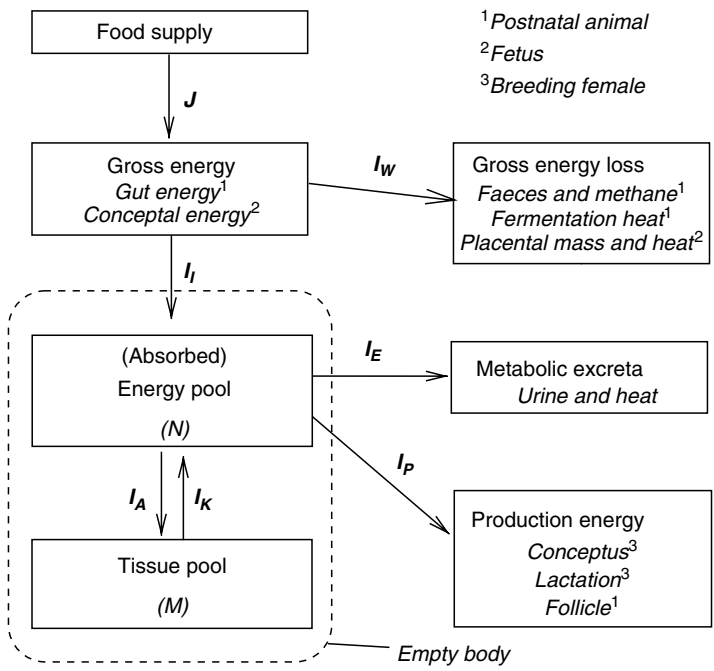 Food supply
¹Postnatal animal
²Fetus
³Breeding female
J
Gross energy
Gut energy¹
Conceptal energy²
I_W
Gross energy loss
Faeces and methane¹
Fermentation heat¹
Placental mass and heat²
I_I
(Absorbed)
Energy pool
(N)
I_E
Metabolic excreta
Urine and heat
I_P
I_A
I_K
Production energy
Conceptus³
Lactation³
Follicle¹
Tissue pool
(M)
Empty body